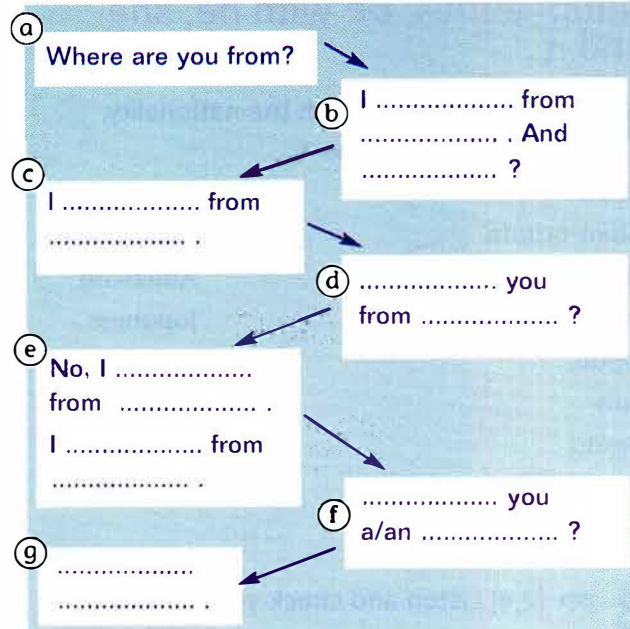 a
Where are you from?
b
I ................... from
................... . And
................... ?
c
I ................... from
................... .
d
................... you
from ................... ?
e
No, I ...................
from ................... .
I ................... from
................... .
f
................... you
a/an ................... ?
g
...................
................... .